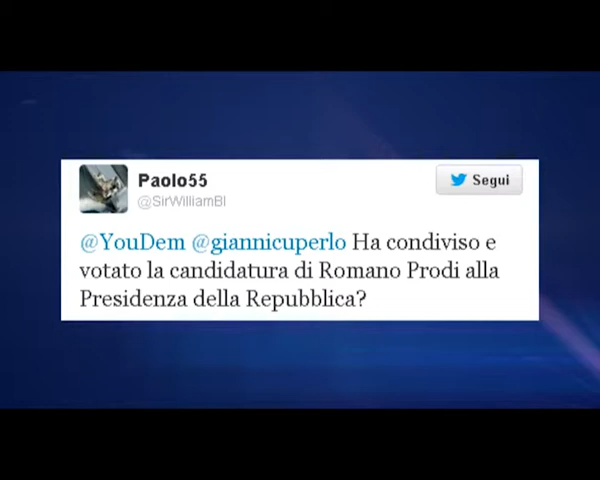 Paolo55
@SirWilliamBl
Segui
@YouDem @giannicuperlo Ha condiviso e
votato la candidatura di Romano Prodi alla
Presidenza della Repubblica?